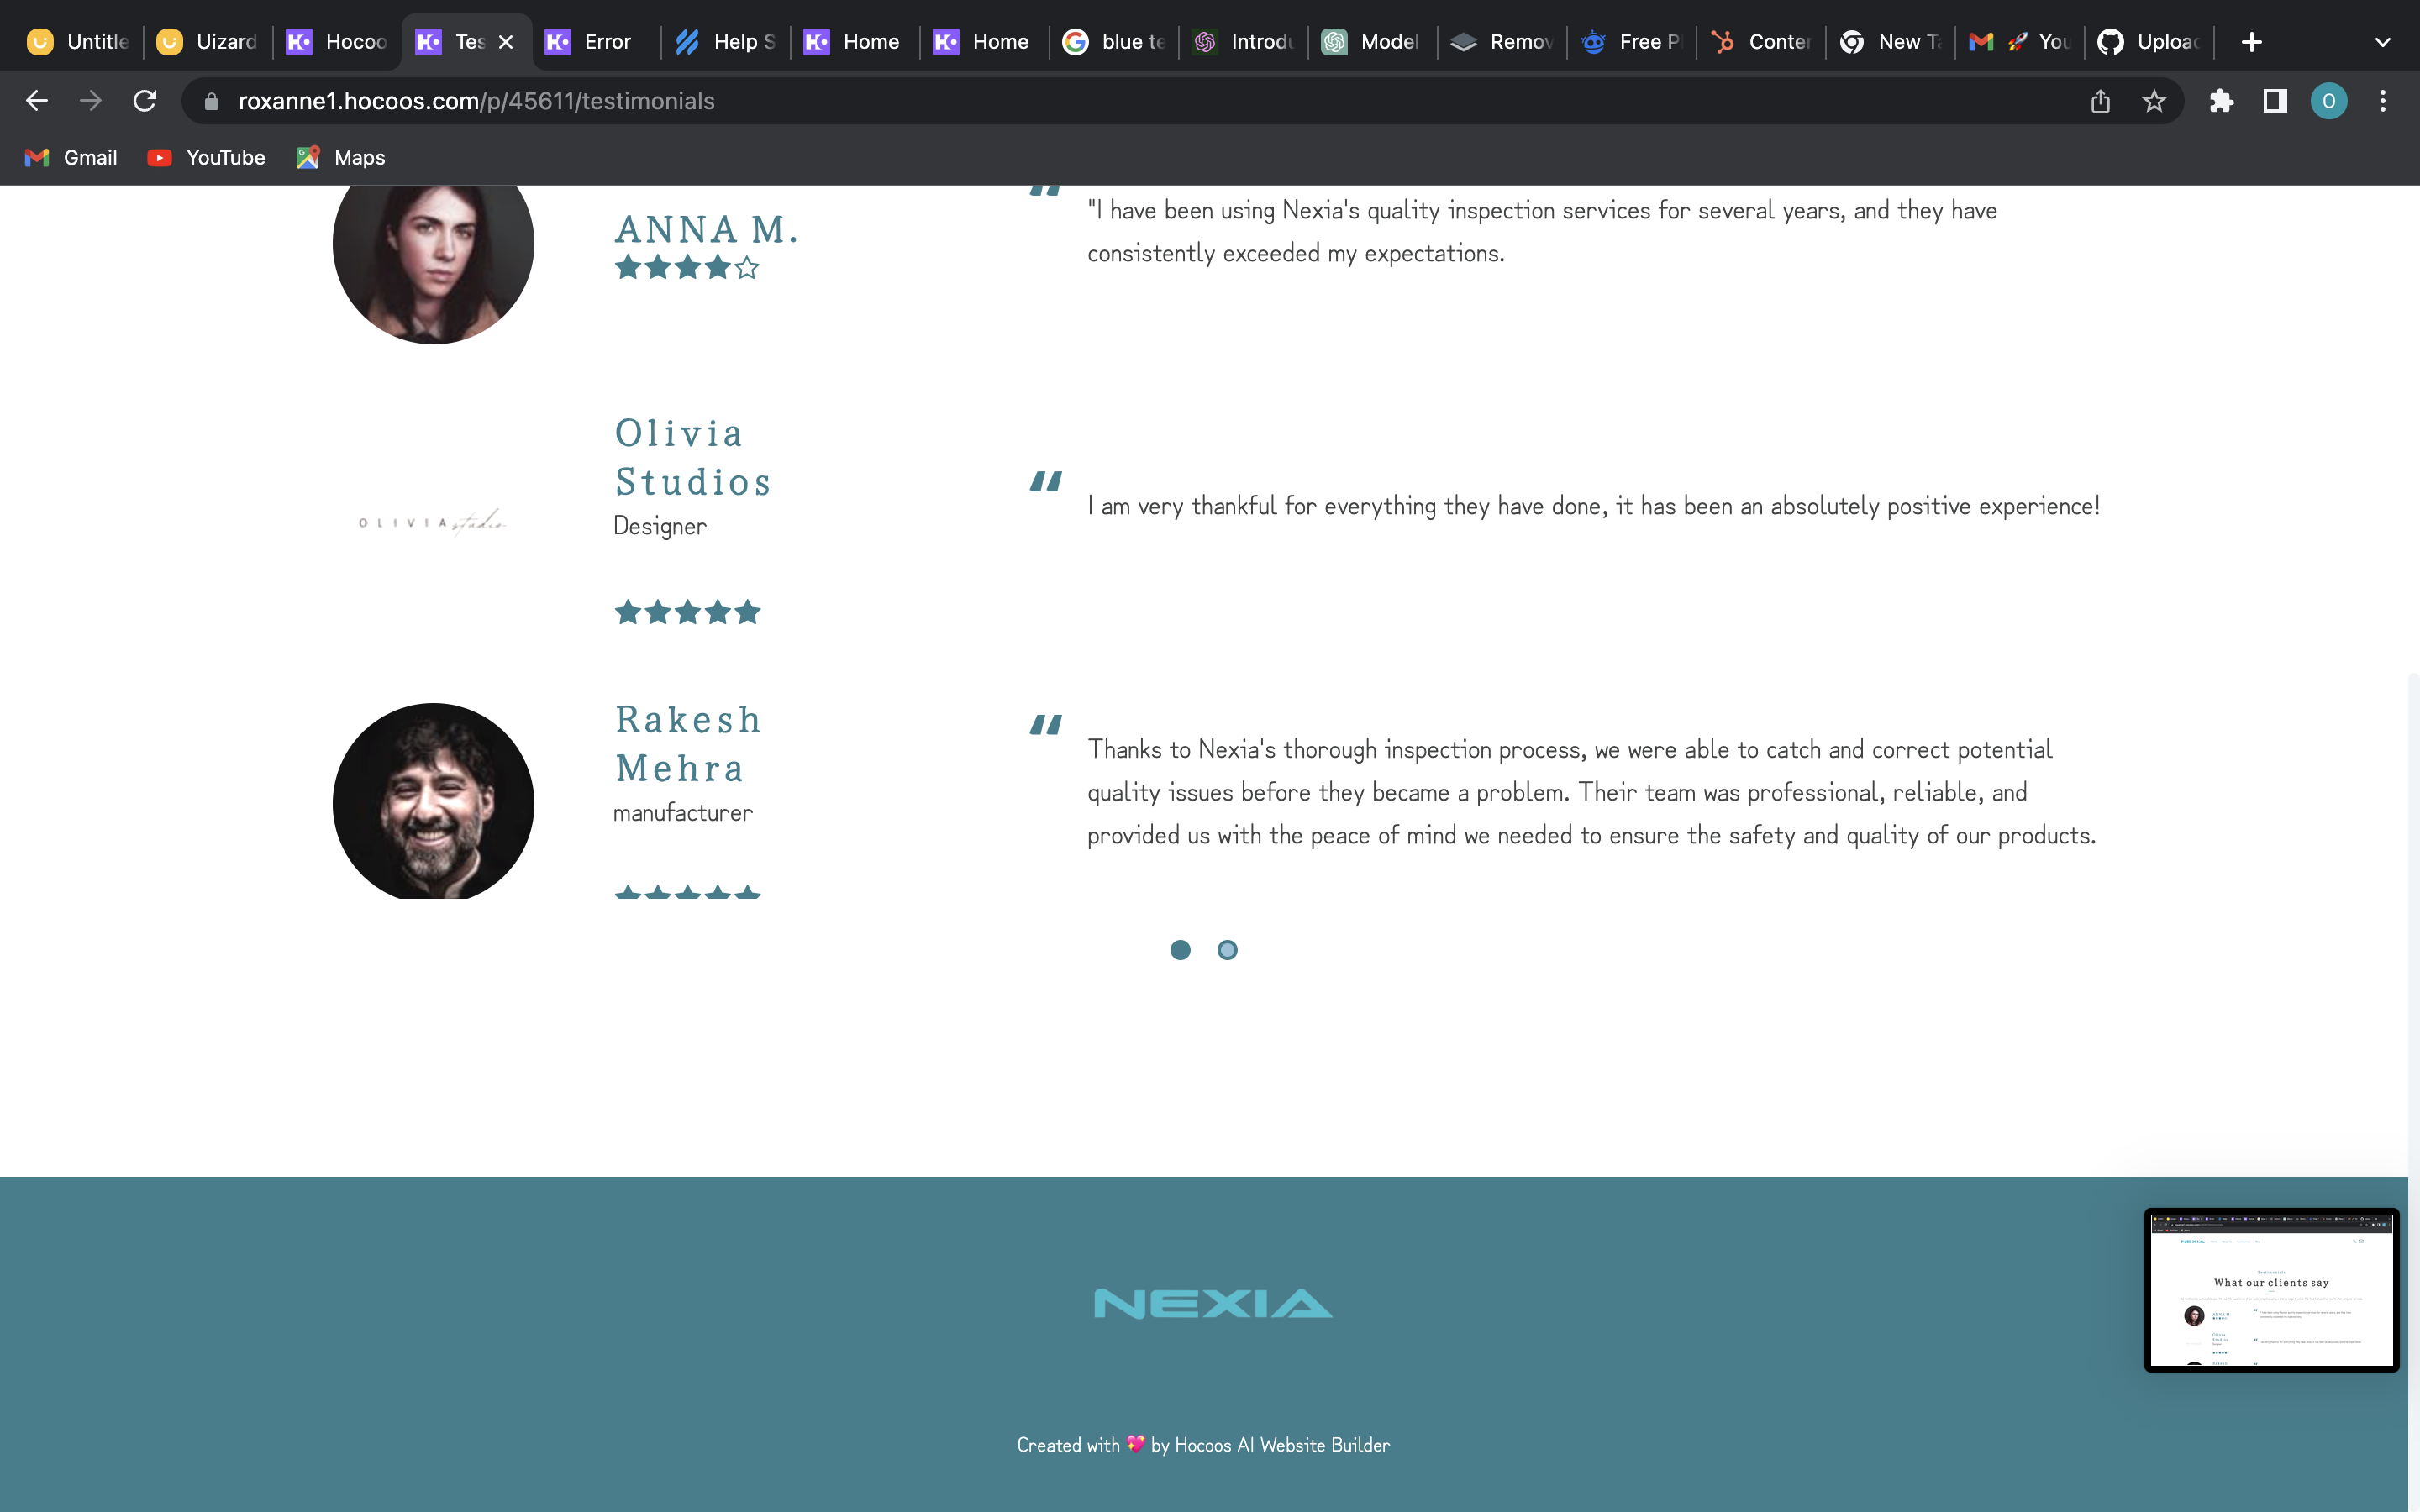 Untitle
Uizard
Hocoo
Tes
Error
Help S
Home
Home
blue te
Introdu
Model
Remov
Free Pl
Conter
New Ta
🚀 You
Upload
roxanne1.hocoos.com/p/45611/testimonials
O
Gmail
YouTube
Maps
ANNA M.
"I have been using Nexia's quality inspection services for several years, and they have
consistently exceeded my expectations.
OLIVIA studio
Olivia
Studios
Designer
I am very thankful for everything they have done, it has been an absolutely positive experience!
Rakesh
Mehra
manufacturer
Thanks to Nexia's thorough inspection process, we were able to catch and correct potential
quality issues before they became a problem. Their team was professional, reliable, and
provided us with the peace of mind we needed to ensure the safety and quality of our products.
NEXIA
NEXIA
What our clients say
Created with 💖 by Hocoos AI Website Builder